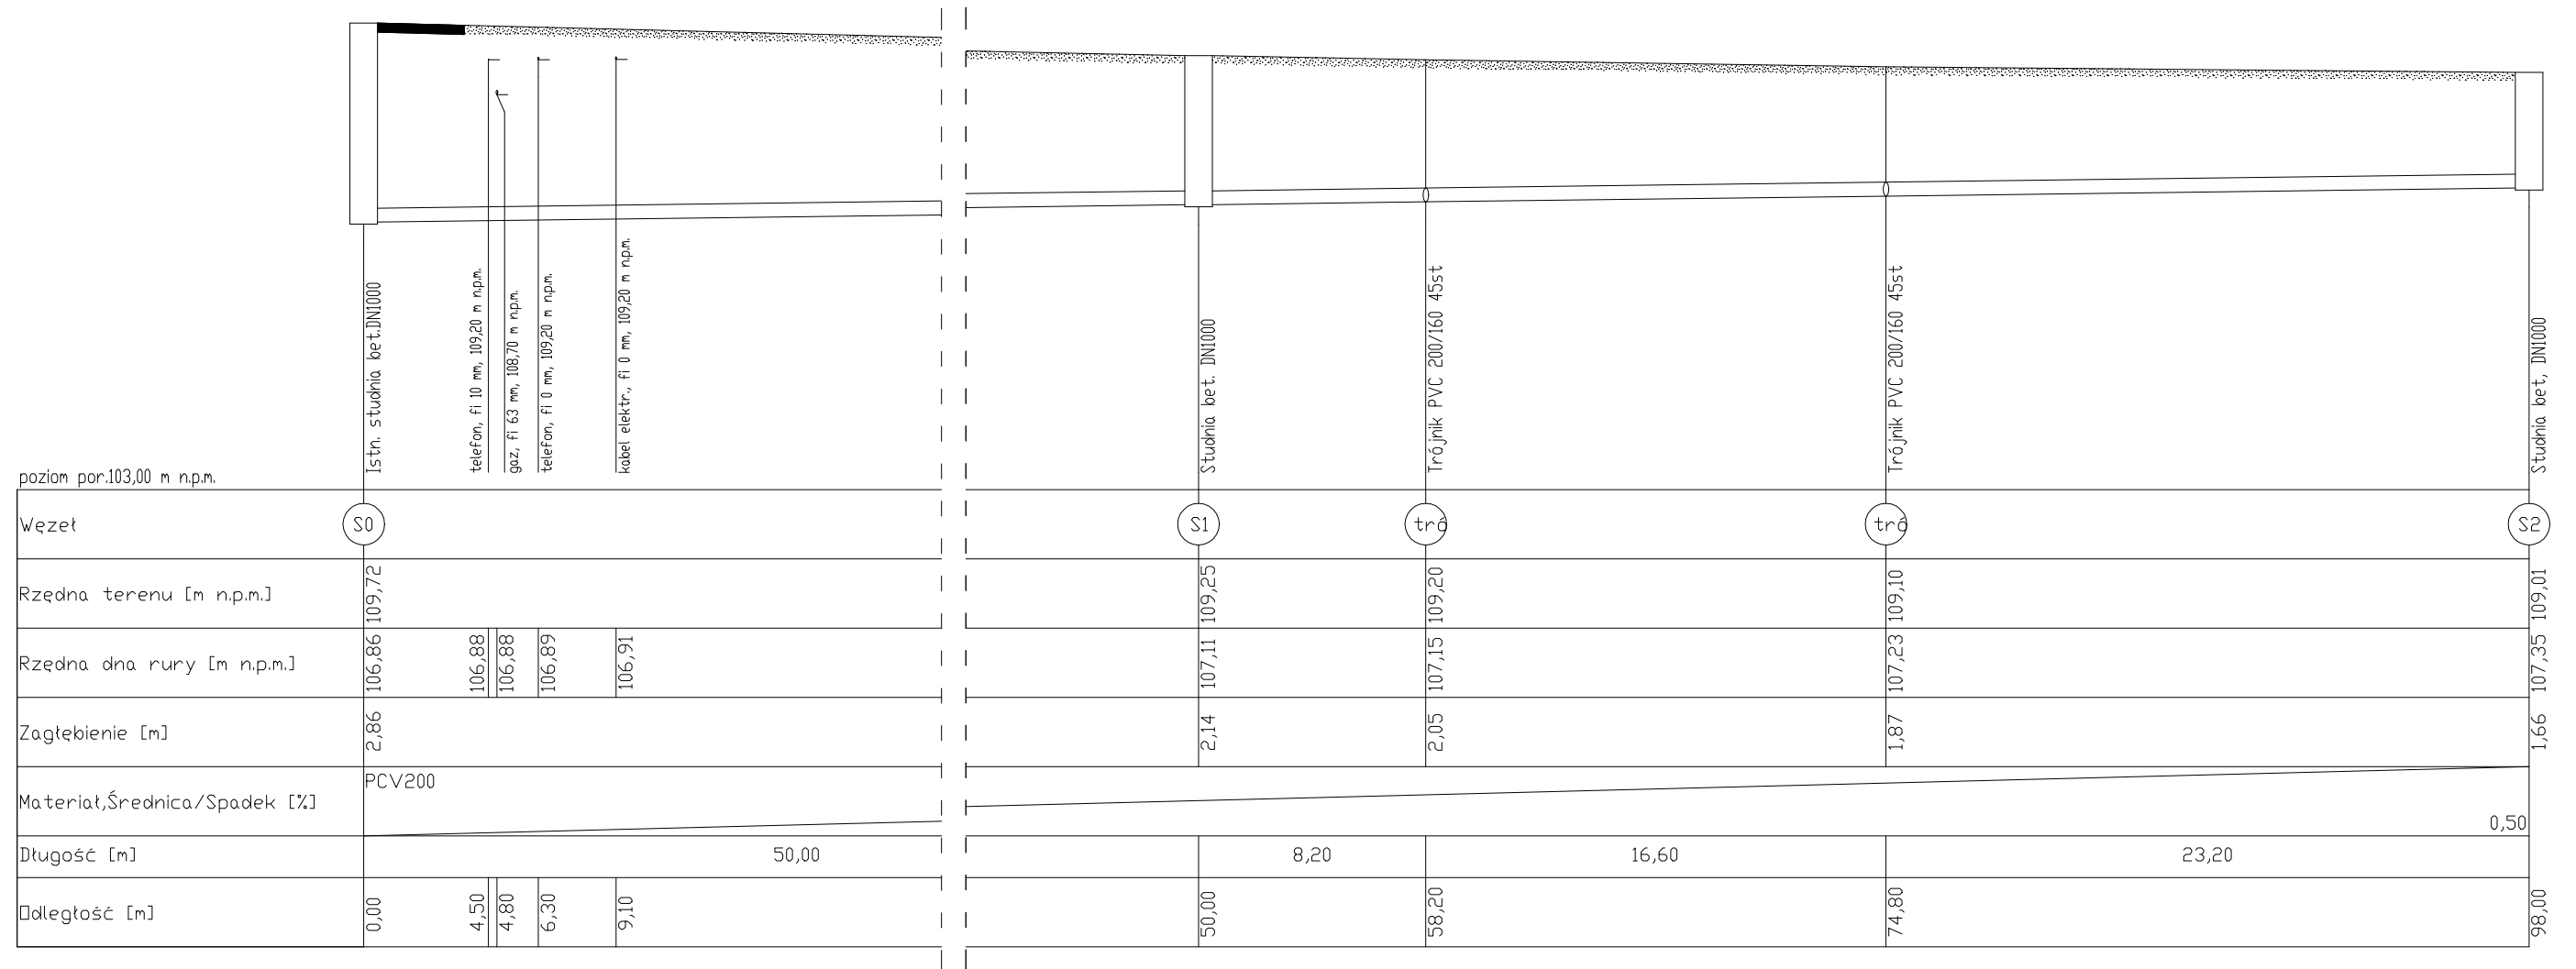 Istn. studnia bet.DN1000
telefon, fi 10 mm, 109,20 m n.p.m.
gaz, fi 63 mm, 108,70 m n.p.m.
telefon, fi 0 mm, 109,20 m n.p.m.
kabel elektr., fi 0 mm, 109,20 m n.p.m.
Studnia bet. DN1000
Trójnik PVC 200/160 45st
Trójnik PVC 200/160 45st
Studnia bet, DN1000
poziom por.103,00 m n.p.m.
Węzeł S0 S1 tró tró S2
Rzędna terenu [m n.p.m.] 109,72 109,25 109,20 109,10 109,01
Rzędna dna rury [m n.p.m.] 106,86 106,88 106,88 106,89 106,91 107,11 107,15 107,23 107,35
Zagłębienie [m] 2,86 2,14 2,05 1,87 1,66
PCV200
Materiał,Średnica/Spadek [%]
0,50
Długość [m] 50,00 8,20 16,60 23,20
Odległość [m] 0,00 4,50 4,80 6,30 9,10 50,00 58,20 74,80 98,00